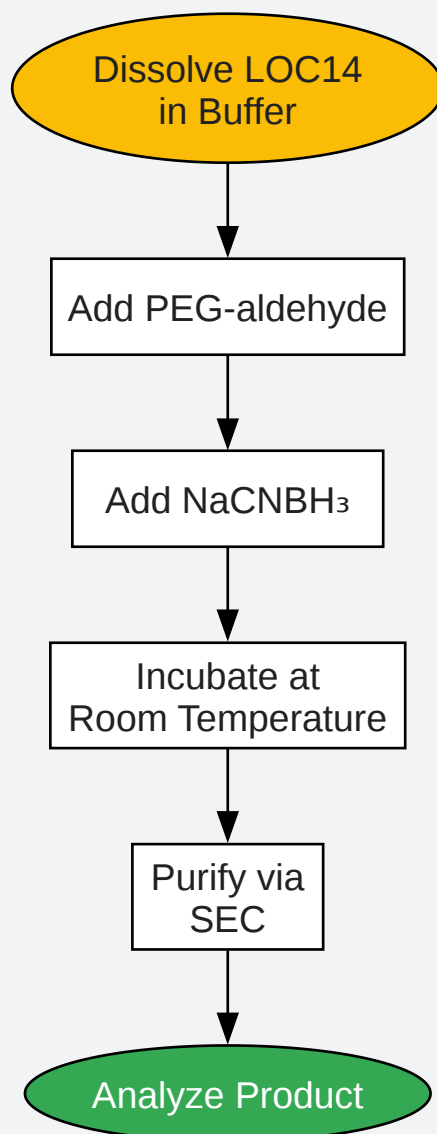 Dissolve LOC14
in Buffer
Add PEG-aldehyde
Add NaCNBH₃
Incubate at
Room Temperature
Purify via
SEC
Analyze Product